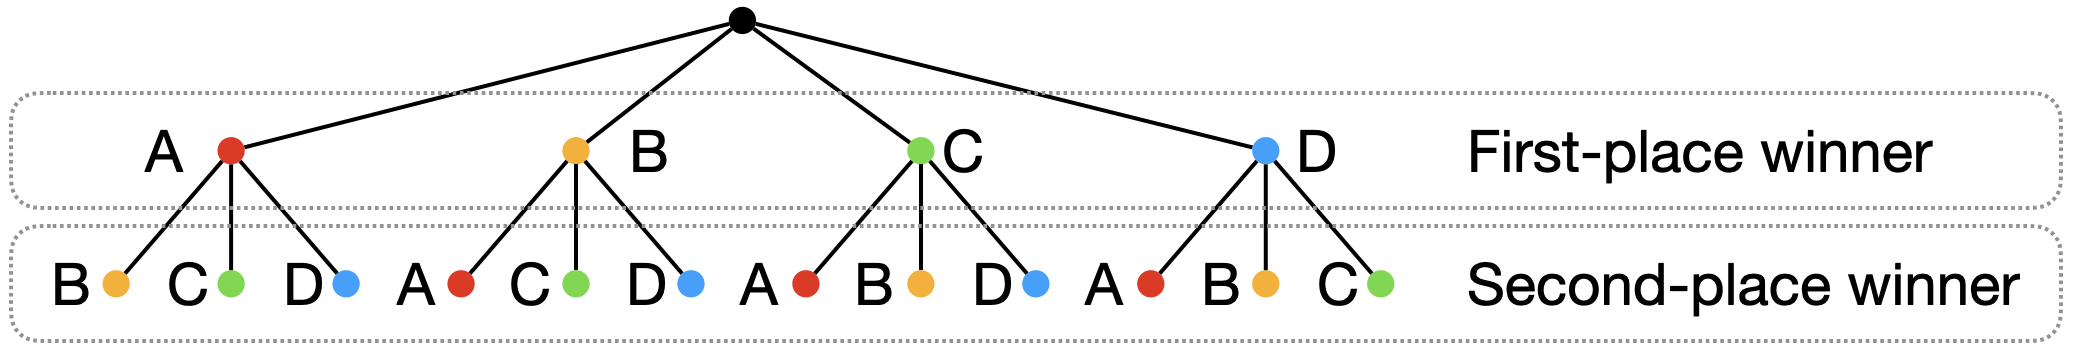 A B C D First-place winner
B C D A C D A B D A B C Second-place winner